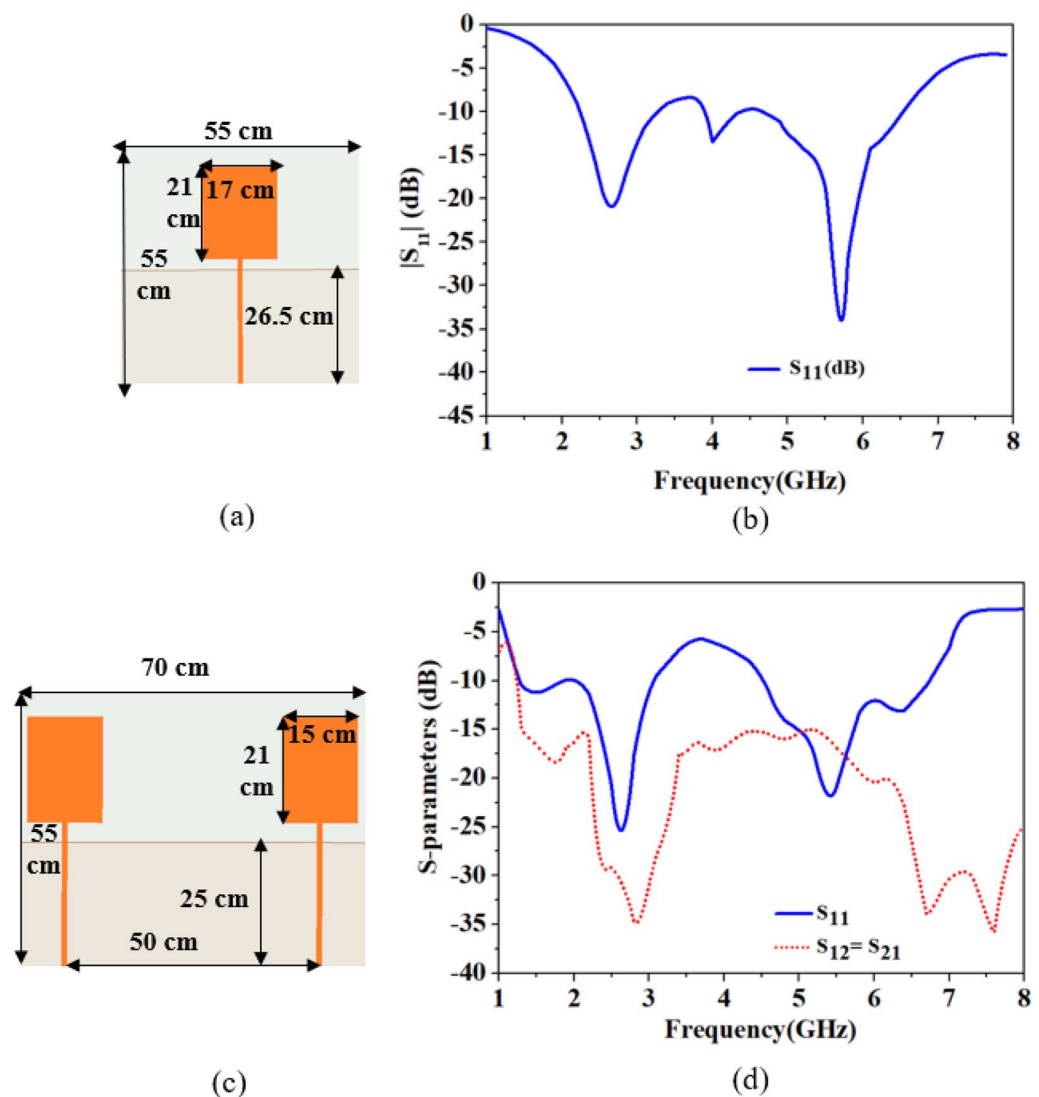 55 cm
21
cm
17 cm
55
cm
26.5 cm
(a)
0
-5
-10
-15
-20
-25
-30
-35
-40
-45
|S11| (dB)
S11(dB)
1 2 3 4 5 6 7 8
Frequency(GHz)
(b)
70 cm
15 cm
21
cm
55
cm
25 cm
50 cm
(c)
0
-5
-10
-15
-20
-25
-30
-35
-40
S-parameters (dB)
S11
S12= S21
1 2 3 4 5 6 7 8
Frequency(GHz)
(d)